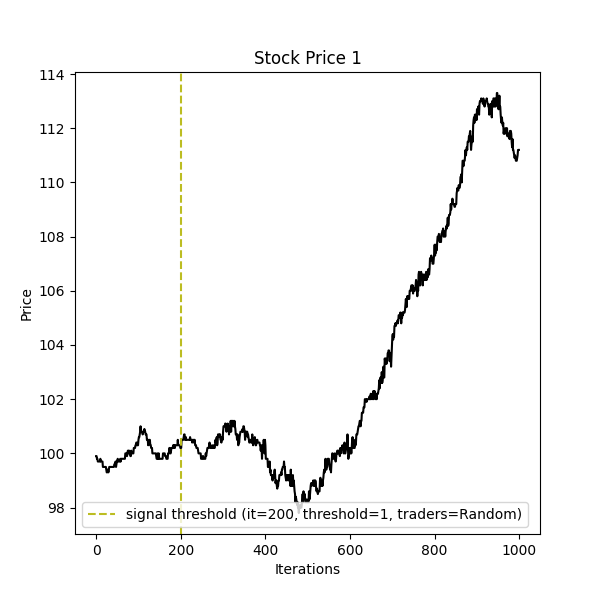 Stock Price 1
114
112
110
108
106
104
102
100
98
Price
signal threshold (it=200, threshold=1, traders=Random)
0 200 400 600 800 1000
Iterations